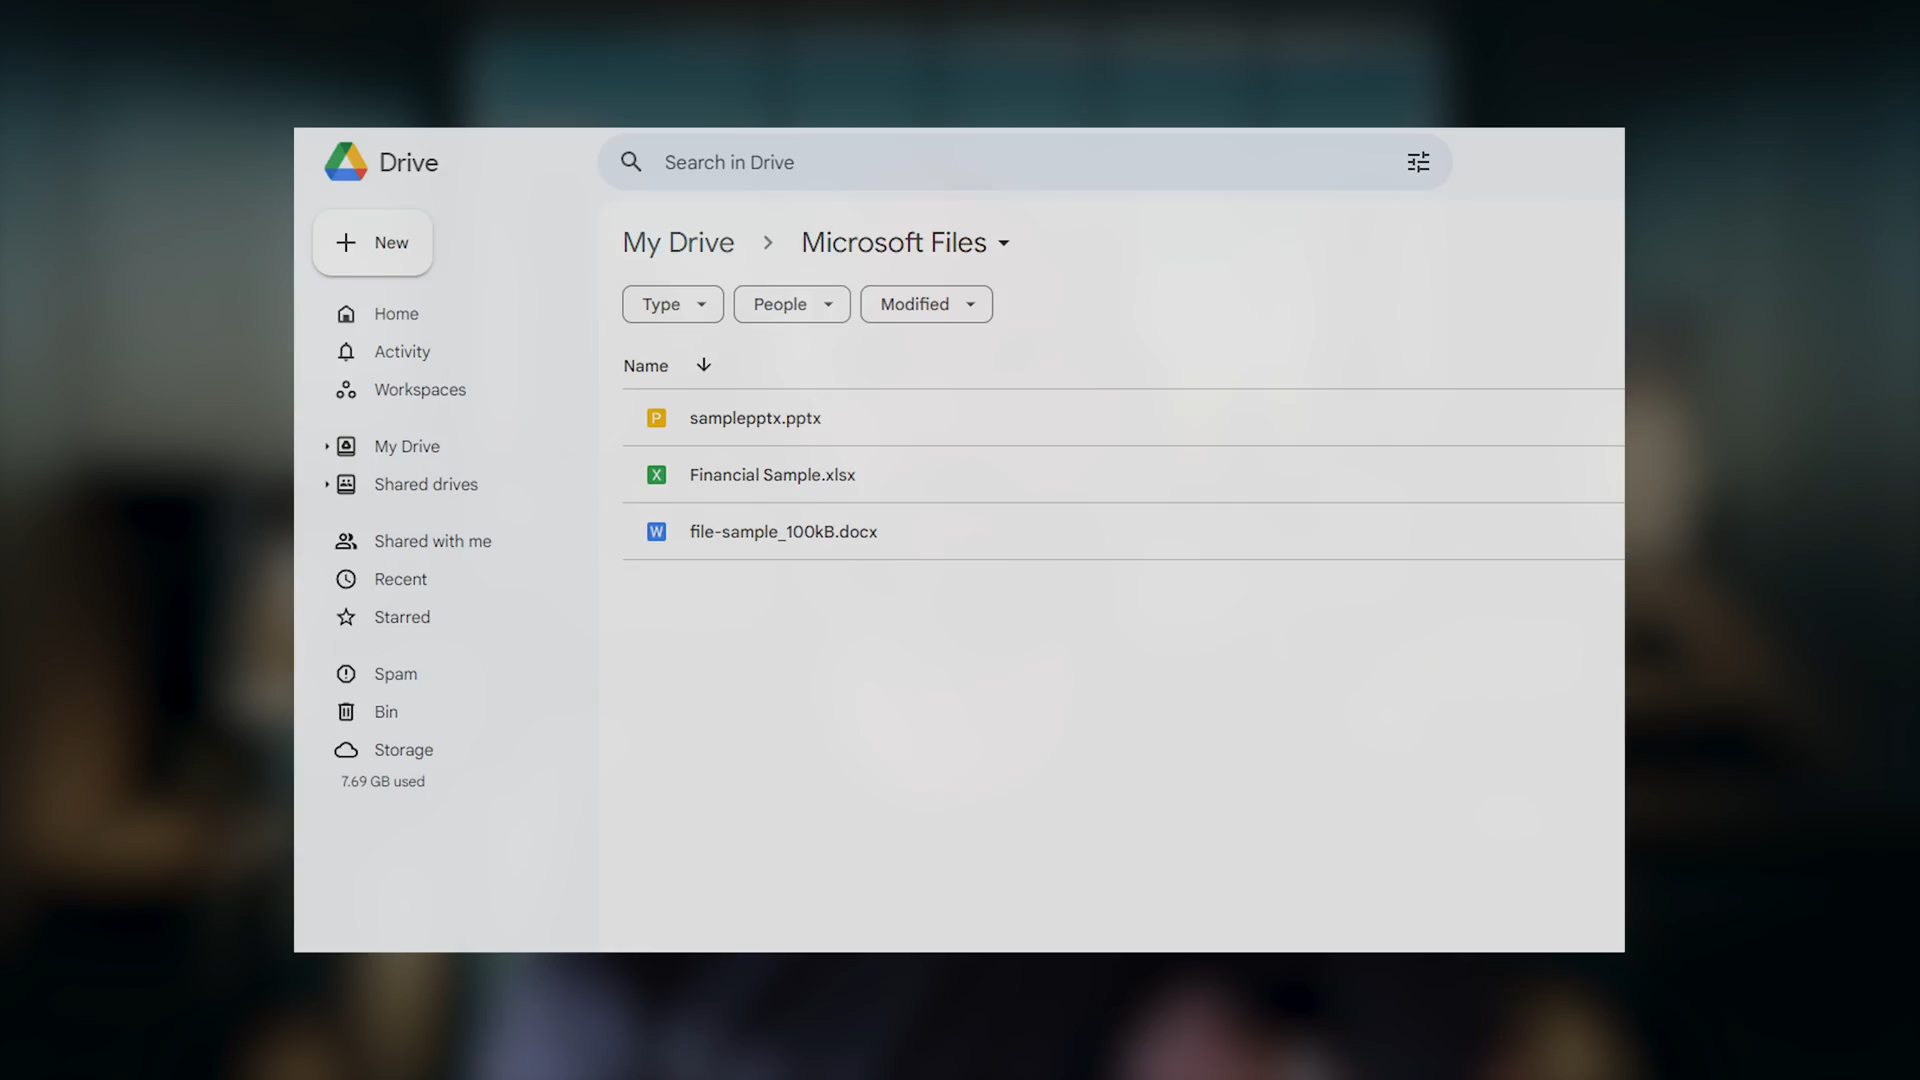 Drive
Search in Drive
New
My Drive
Microsoft Files
Type
People
Modified
Home
Activity
Workspaces
My Drive
Shared drives
Shared with me
Recent
Starred
Spam
Bin
Storage
7.69 GB used
Name
P
samplepptx.pptx
X
Financial Sample.xlsx
W
file-sample_100kB.docx